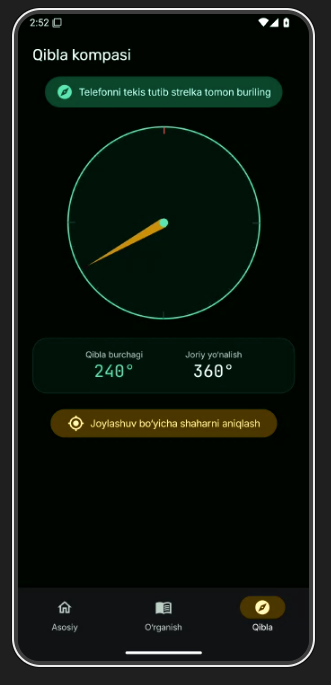 2:52
Qibla kompasi
Telefonni tekis tutib strelka tomon buriling
Qibla burchagi
Joriy yo'nalish
240°
360°
Joylashuv bo'yicha shaharni aniqlash
Asosiy
O'rganish
Qibla